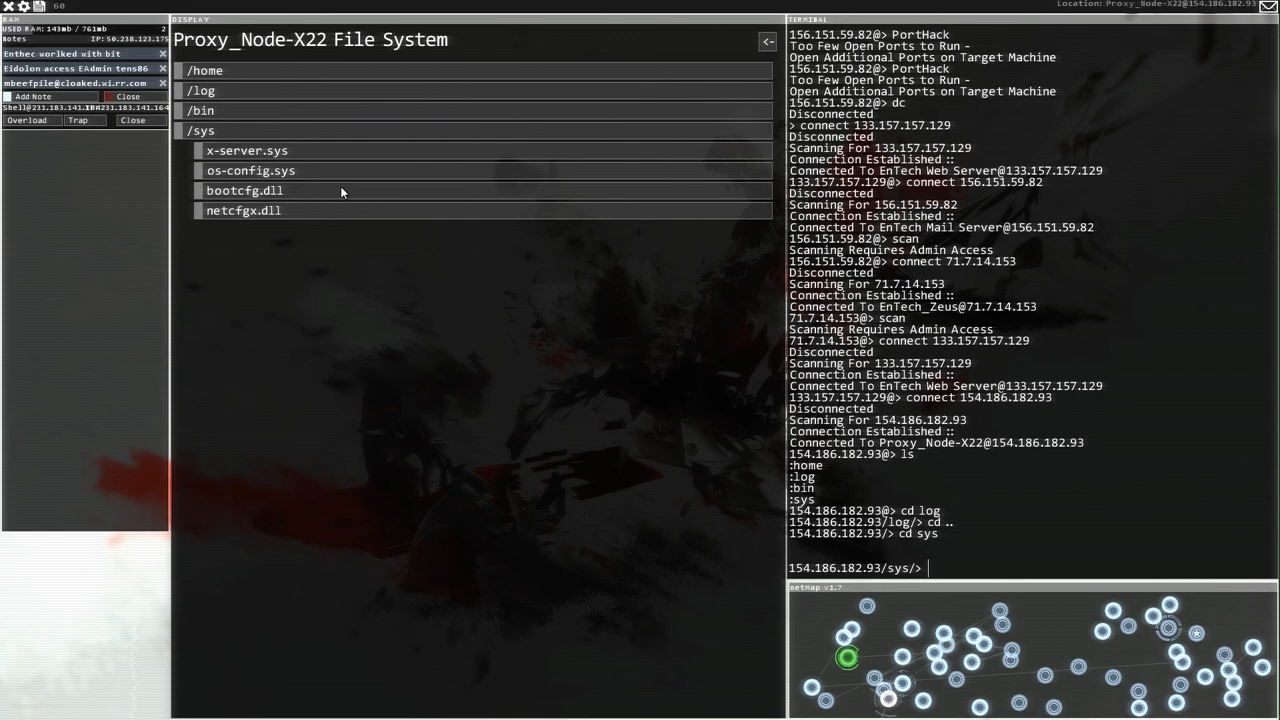 60
Location: Proxy_Node-X22@154.186.182.93
RAM
USED RAM: 143mb / 761mb 2
Notes IP: 50.238.123.175
Enthec worlked with bit
Eidolon access EAdmin tens86
mbeefpile@cloaked.wi.rr.com
Add Note Close
Overload Trap Close
DISPLAY
Proxy_Node-X22 File System
<-
/home
/log
/bin
/sys
x-server.sys
os-config.sys
bootcfg.dll
netcfgx.dll
TERMINAL
156.151.59.82@> PortHack
Too Few Open Ports to Run -
Open Additional Ports on Target Machine
156.151.59.82@> PortHack
Too Few Open Ports to Run -
Open Additional Ports on Target Machine
156.151.59.82@> dc
Disconnected
> connect 133.157.157.129
Disconnected
Scanning For 133.157.157.129
Connection Established ::
Connected To EnTech Web Server@133.157.157.129
133.157.157.129@> connect 156.151.59.82
Disconnected
Scanning For 156.151.59.82
Connection Established ::
Connected To EnTech Mail Server@156.151.59.82
156.151.59.82@> scan
Scanning Requires Admin Access
156.151.59.82@> connect 71.7.14.153
Disconnected
Scanning For 71.7.14.153
Connection Established ::
Connected To EnTech_Zeus@71.7.14.153
71.7.14.153@> scan
Scanning Requires Admin Access
71.7.14.153@> connect 133.157.157.129
Disconnected
Scanning For 133.157.157.129
Connection Established ::
Connected To EnTech Web Server@133.157.157.129
133.157.157.129@> connect 154.186.182.93
Disconnected
Scanning For 154.186.182.93
Connection Established ::
Connected To Proxy_Node-X22@154.186.182.93
154.186.182.93@> ls
:home
:log
:bin
:sys
154.186.182.93@> cd log
154.186.182.93/log/> cd ..
154.186.182.93/> cd sys
154.186.182.93/sys/>
netMap v1.7